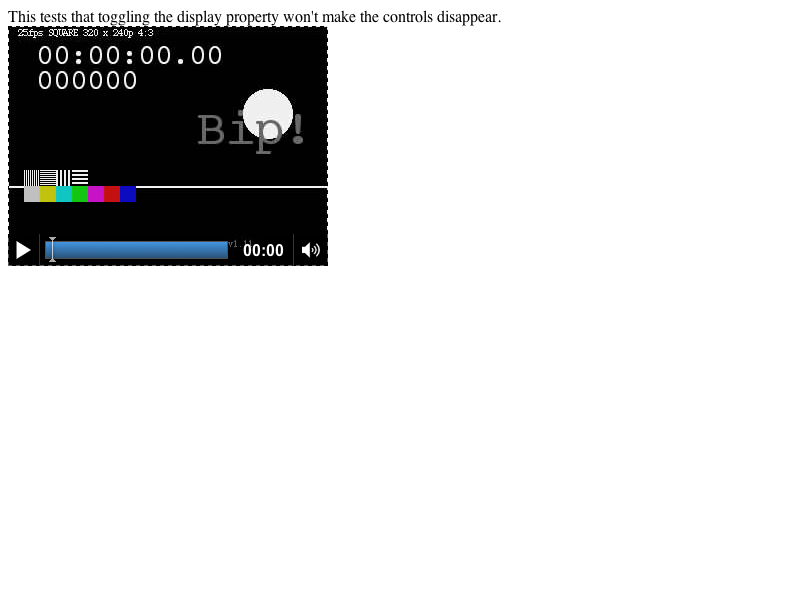 This tests that toggling the display property won't make the controls disappear.
25fps SQUARE 320 x 240p 4:3
00:00:00.00
000000
Bip!
00:00